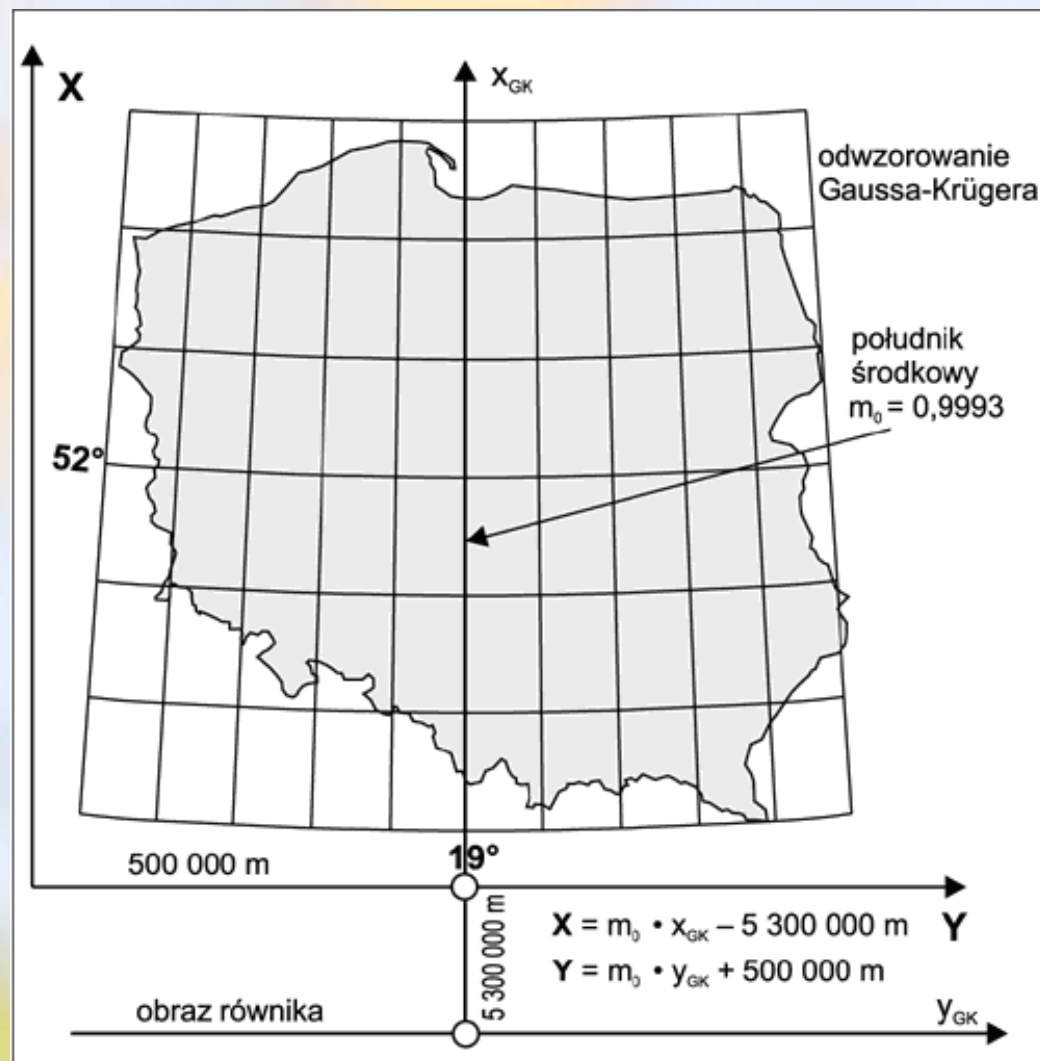 X
x_GK
odwzorowanie
Gaussa-Krügera
południk
środkowy
m₀ = 0,9993
52°
500 000 m
19°
5 300 000 m
X = m₀ • x_GK – 5 300 000 m
Y
Y = m₀ • y_GK + 500 000 m
obraz równika
y_GK